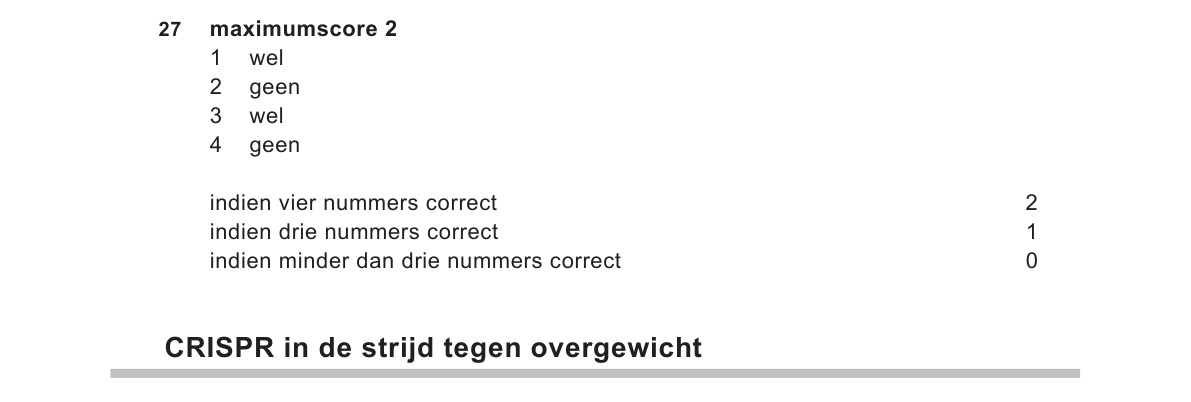 27 maximumscore 2
1 wel
2 geen
3 wel
4 geen
indien vier nummers correct 2
indien drie nummers correct 1
indien minder dan drie nummers correct 0
CRISPR in de strijd tegen overgewicht